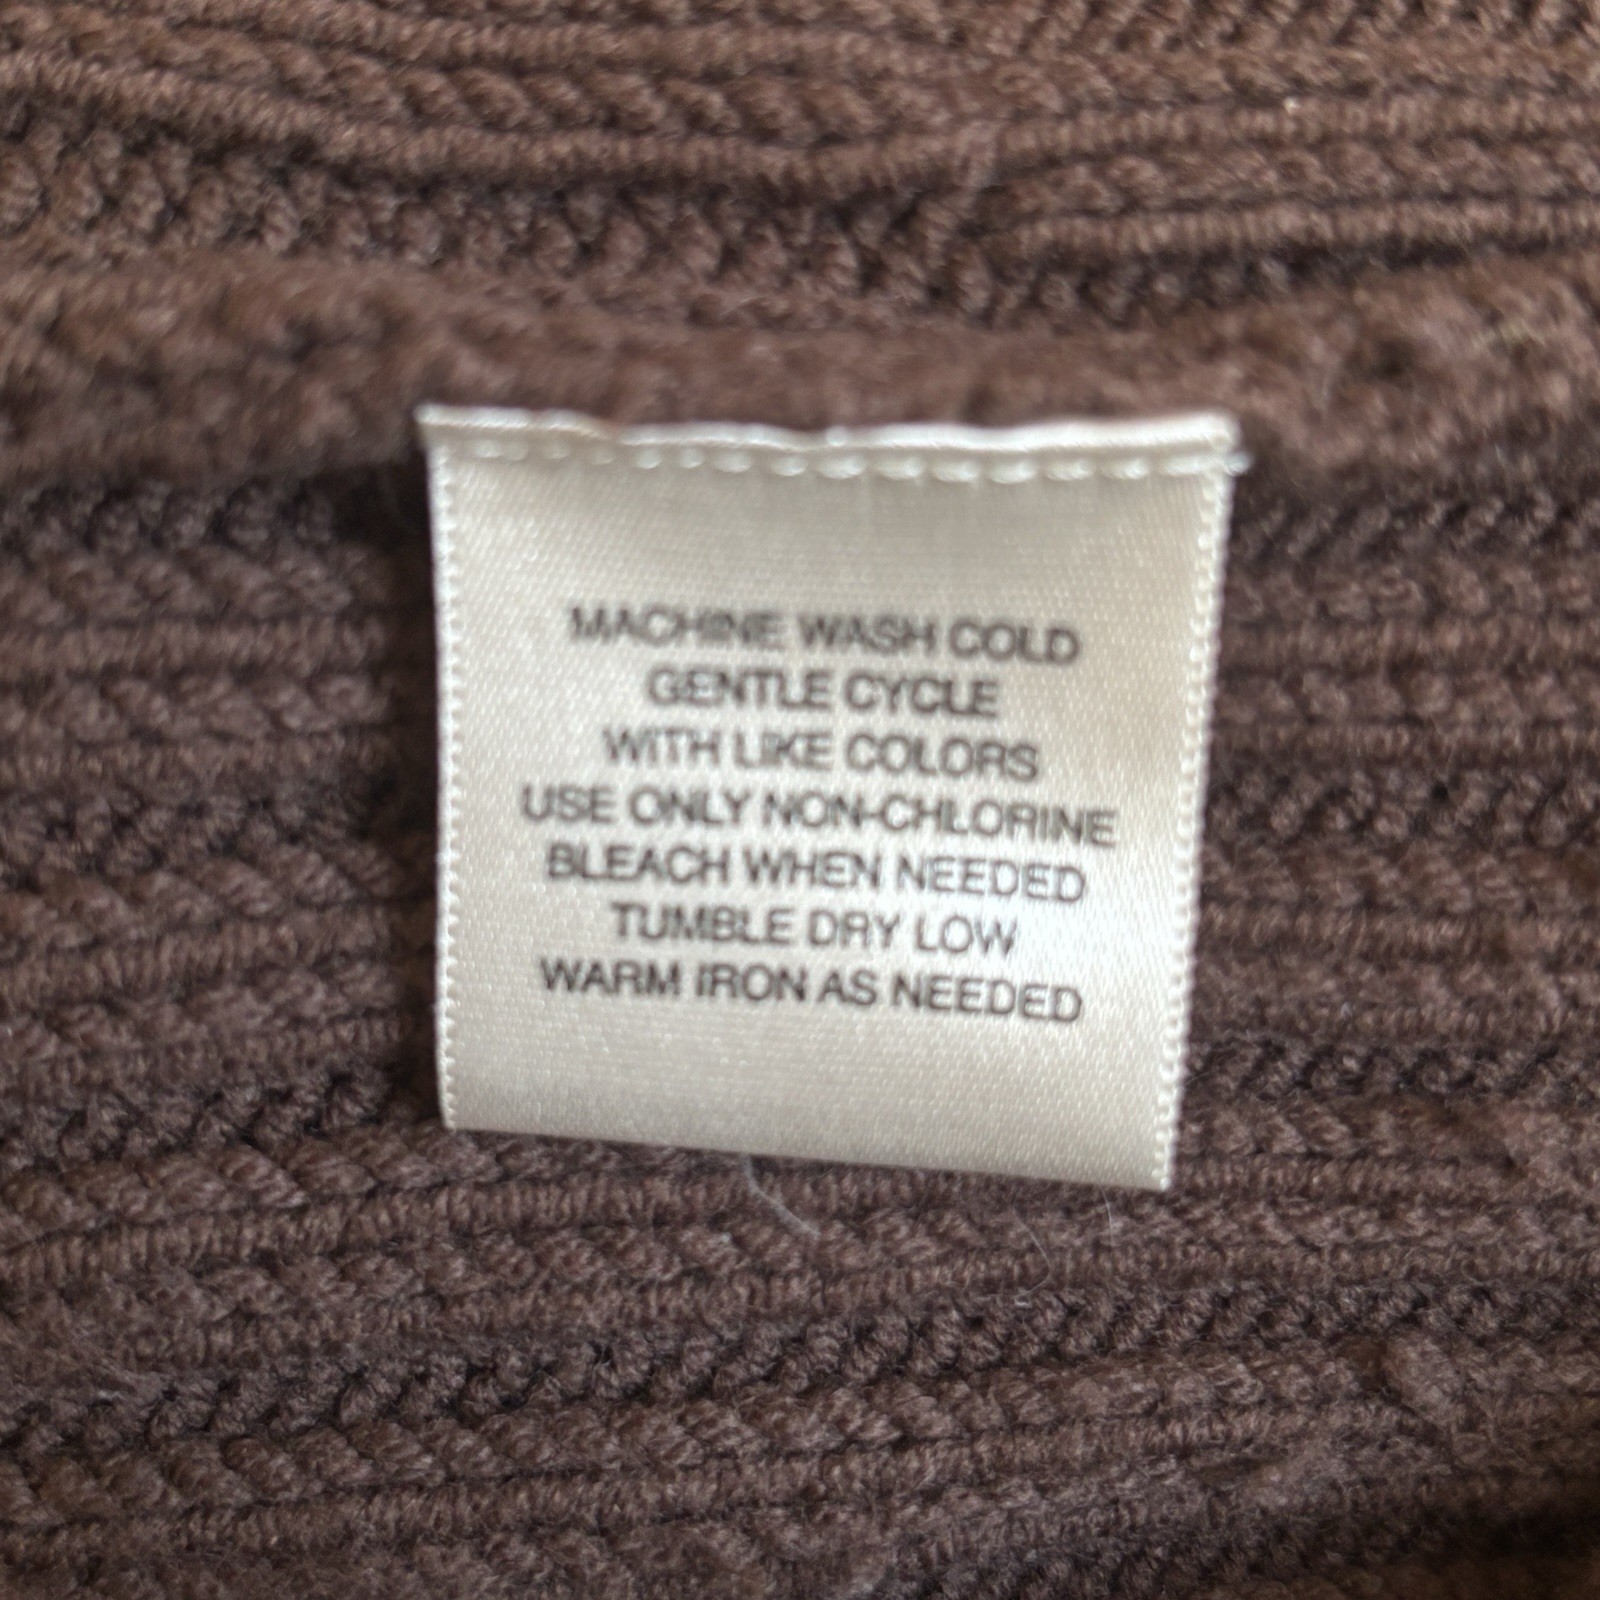 MACHINE WASH COLD
GENTLE CYCLE
WITH LIKE COLORS
USE ONLY NON-CHLORINE
BLEACH WHEN NEEDED
TUMBLE DRY LOW
WARM IRON AS NEEDED